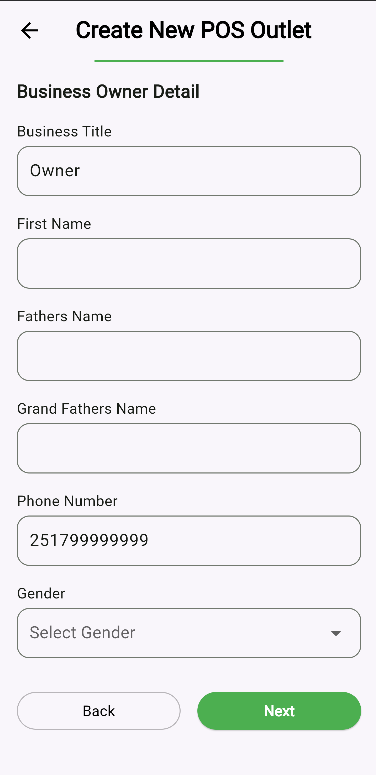 Create New POS Outlet
Business Owner Detail
Business Title
Owner
First Name
Fathers Name
Grand Fathers Name
Phone Number
251799999999
Gender
Select Gender
Back
Next